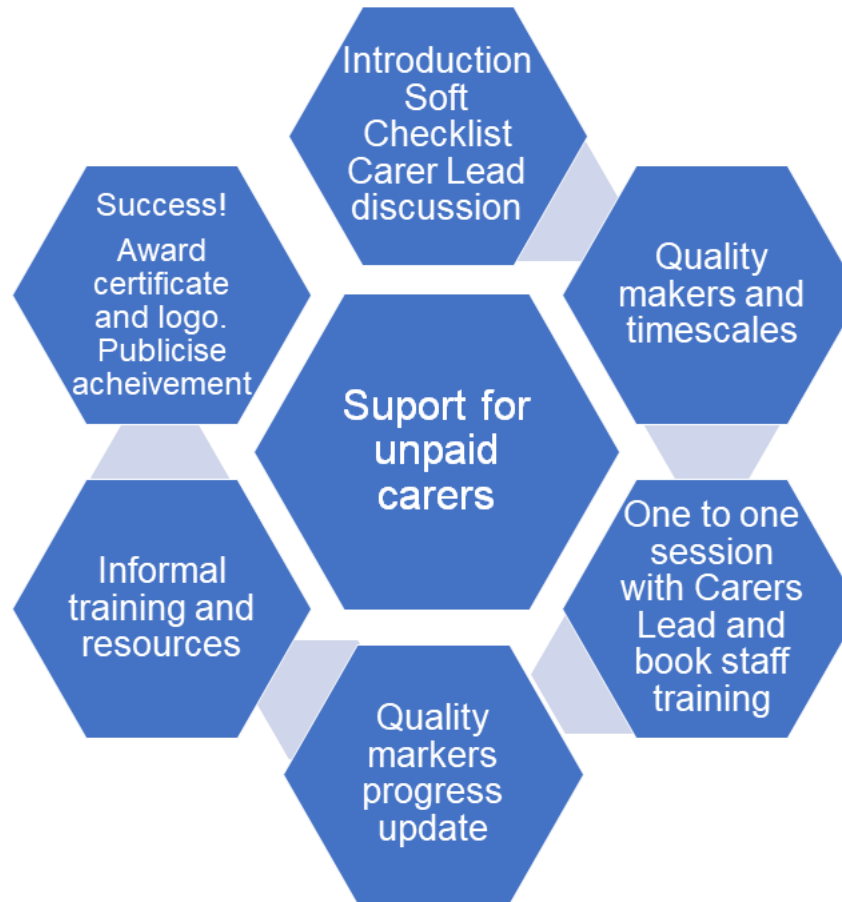 Introduction
Soft
Checklist
Carer Lead
discussion
Quality
makers and
timescales
One to one
session
with Carers
Lead and
book staff
training
Quality
markers
progress
update
Informal
training and
resources
Success!
Award
certificate
and logo.
Publicise
acheivement
Suport for
unpaid
carers